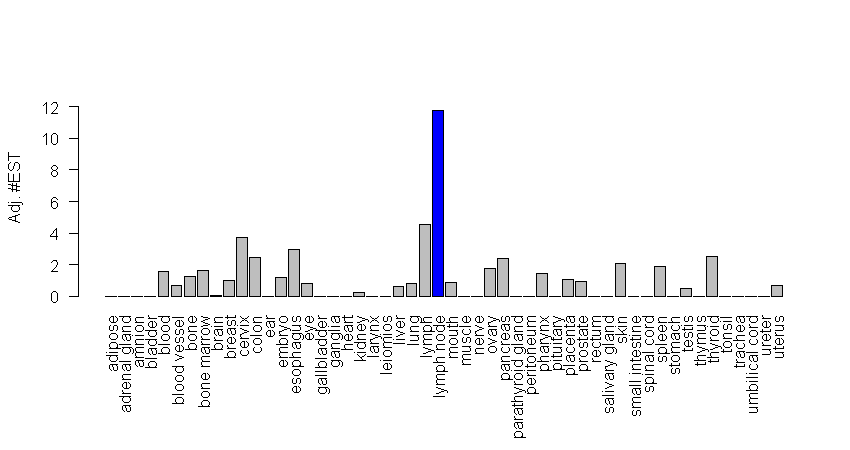 Adj. #EST
12
10
8
6
4
2
0
adipose
adrenal gland
amnion
bladder
blood
blood vessel
bone
bone marrow
brain
breast
cervix
colon
ear
embryo
esophagus
eye
gallbladder
ganglia
heart
kidney
larynx
leiomios
liver
lung
lymph
lymph node
mouth
muscle
nerve
ovary
pancreas
parathyroid gland
peritoneum
pharynx
pituitary
placenta
prostate
rectum
salivary gland
skin
small intestine
spinal cord
spleen
stomach
testis
thymus
thyroid
tonsil
trachea
umbilical cord
ureter
uterus